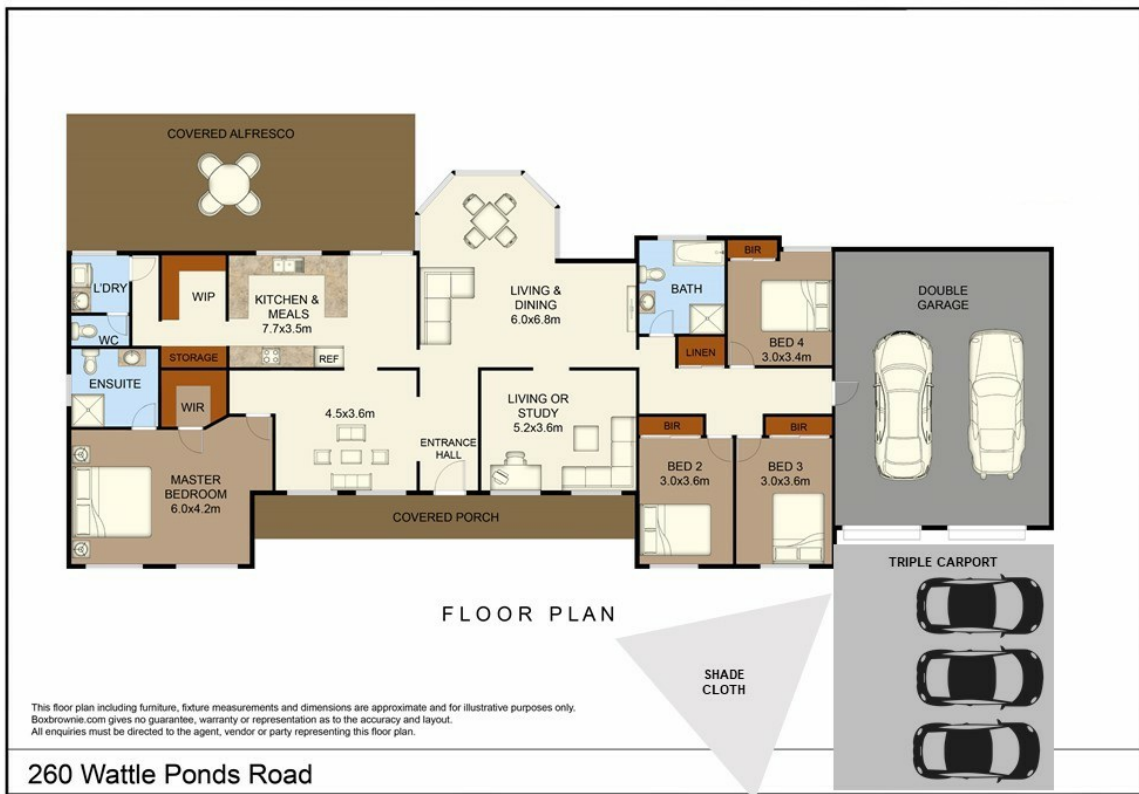 COVERED ALFRESCO
L'DRY
WIP
KITCHEN &
MEALS
7.7x3.5m
WC
STORAGE
REF
ENSUITE
WIR
LIVING &
DINING
6.0x6.8m
BATH
BIR
BED 4
3.0x3.4m
LINEN
DOUBLE
GARAGE
4.5x3.6m
ENTRANCE
HALL
LIVING OR
STUDY
5.2x3.6m
BIR
BIR
MASTER
BEDROOM
6.0x4.2m
BED 2
3.0x3.6m
BED 3
3.0x3.6m
COVERED PORCH
TRIPLE CARPORT
FLOOR PLAN
SHADE
CLOTH
This floor plan including furniture, fixture measurements and dimensions are approximate and for illustrative purposes only.
Boxbrownie.com gives no guarantee, warranty or representation as to the accuracy and layout.
All enquiries must be directed to the agent, vendor or party representing this floor plan.
260 Wattle Ponds Road